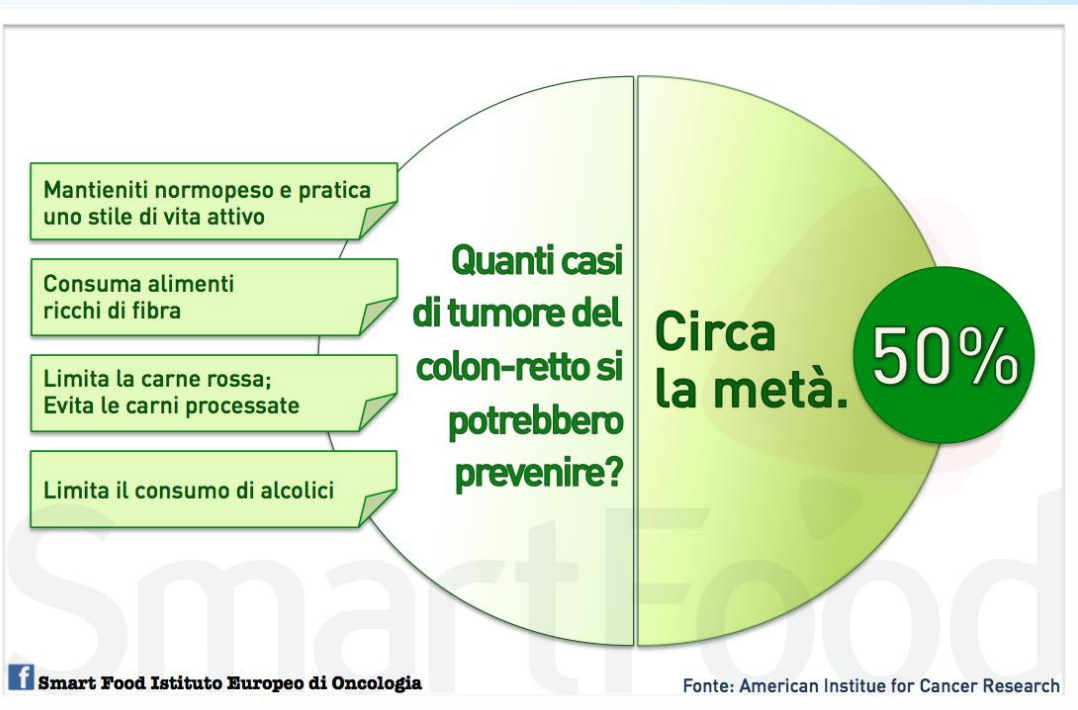 Mantieniti normopeso e pratica
uno stile di vita attivo
Consuma alimenti
ricchi di fibra
Limita la carne rossa;
Evita le carni processate
Limita il consumo di alcolici
Quanti casi
di tumore del
colon-retto si
potrebbero
prevenire?
Circa
la metà.
50%
SmartFood
f Smart Food Istituto Europeo di Oncologia
Fonte: American Institue for Cancer Research